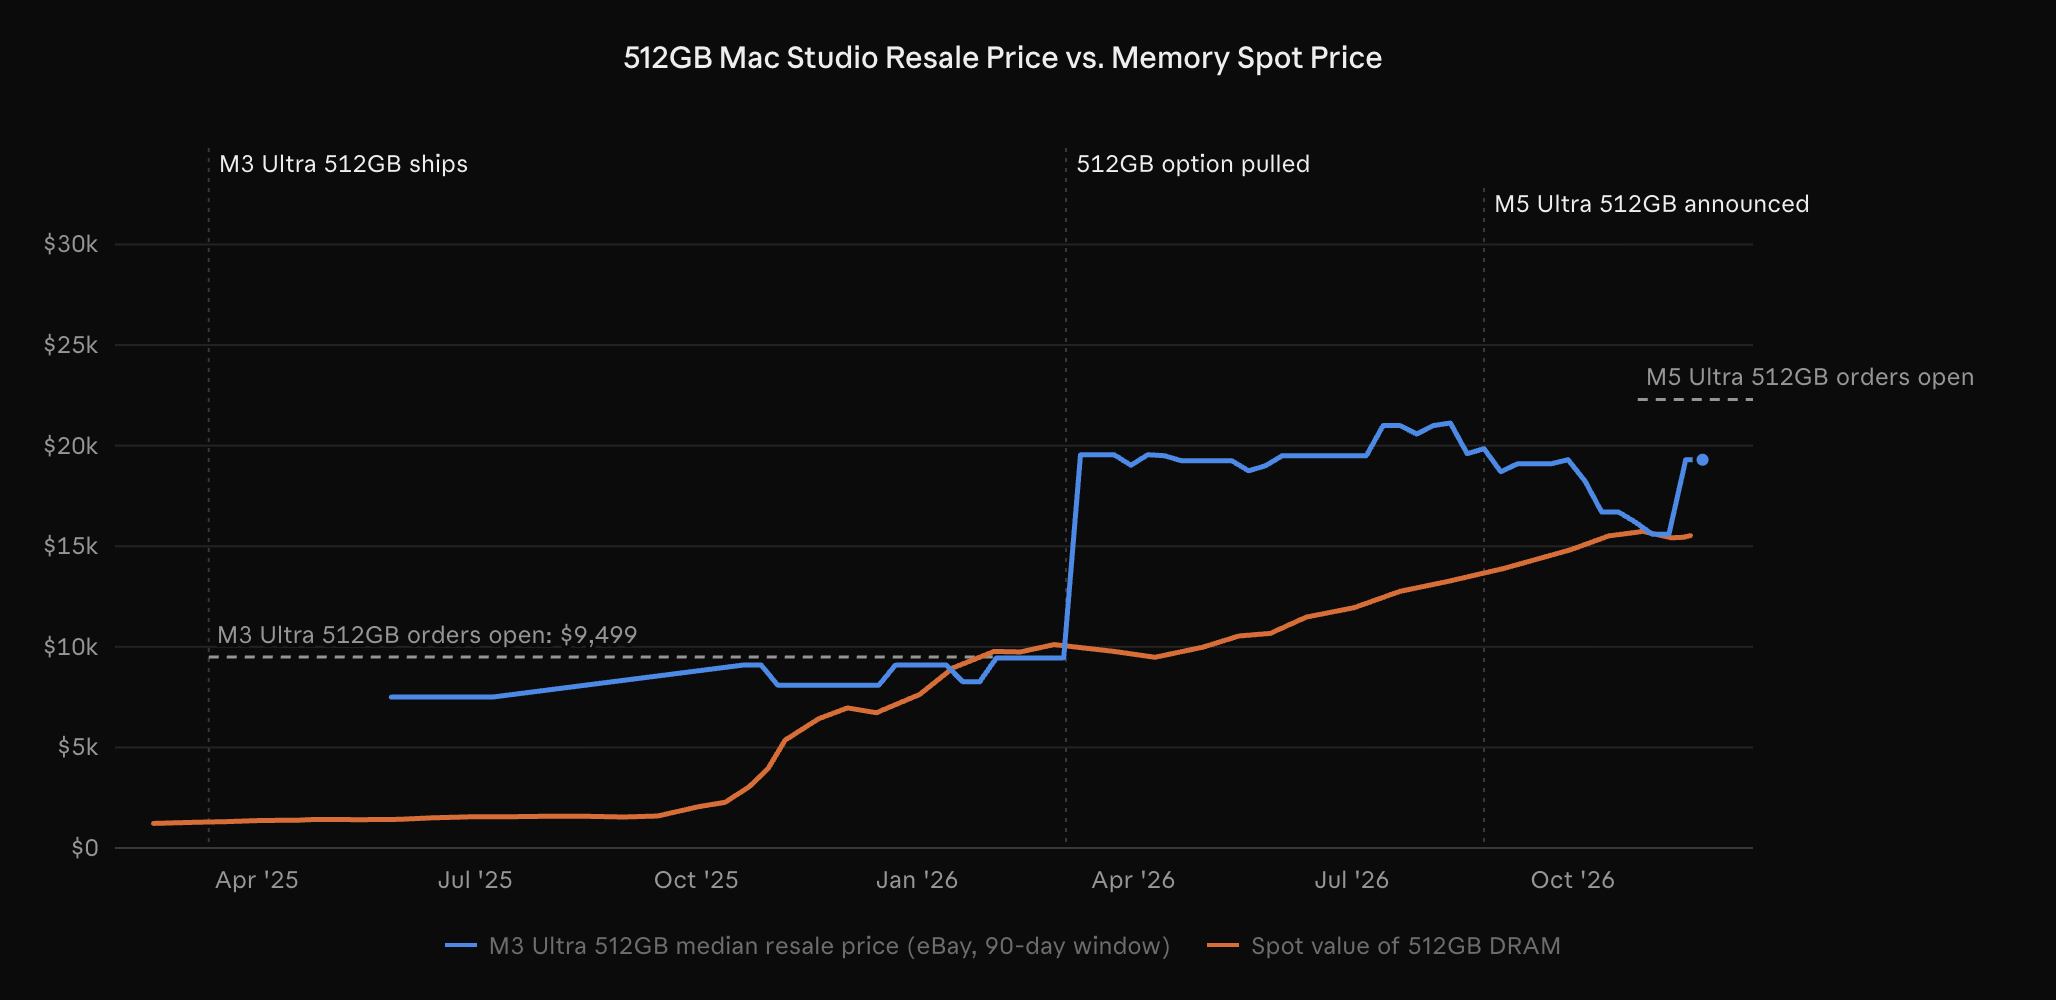 512GB Mac Studio Resale Price vs. Memory Spot Price
M3 Ultra 512GB ships
512GB option pulled
M5 Ultra 512GB announced
$30k
$25k
M5 Ultra 512GB orders open
$20k
$15k
M3 Ultra 512GB orders open: $9,499
$10k
$5k
$0
Apr '25
Jul '25
Oct '25
Jan '26
Apr '26
Jul '26
Oct '26
M3 Ultra 512GB median resale price (eBay, 90-day window)
Spot value of 512GB DRAM